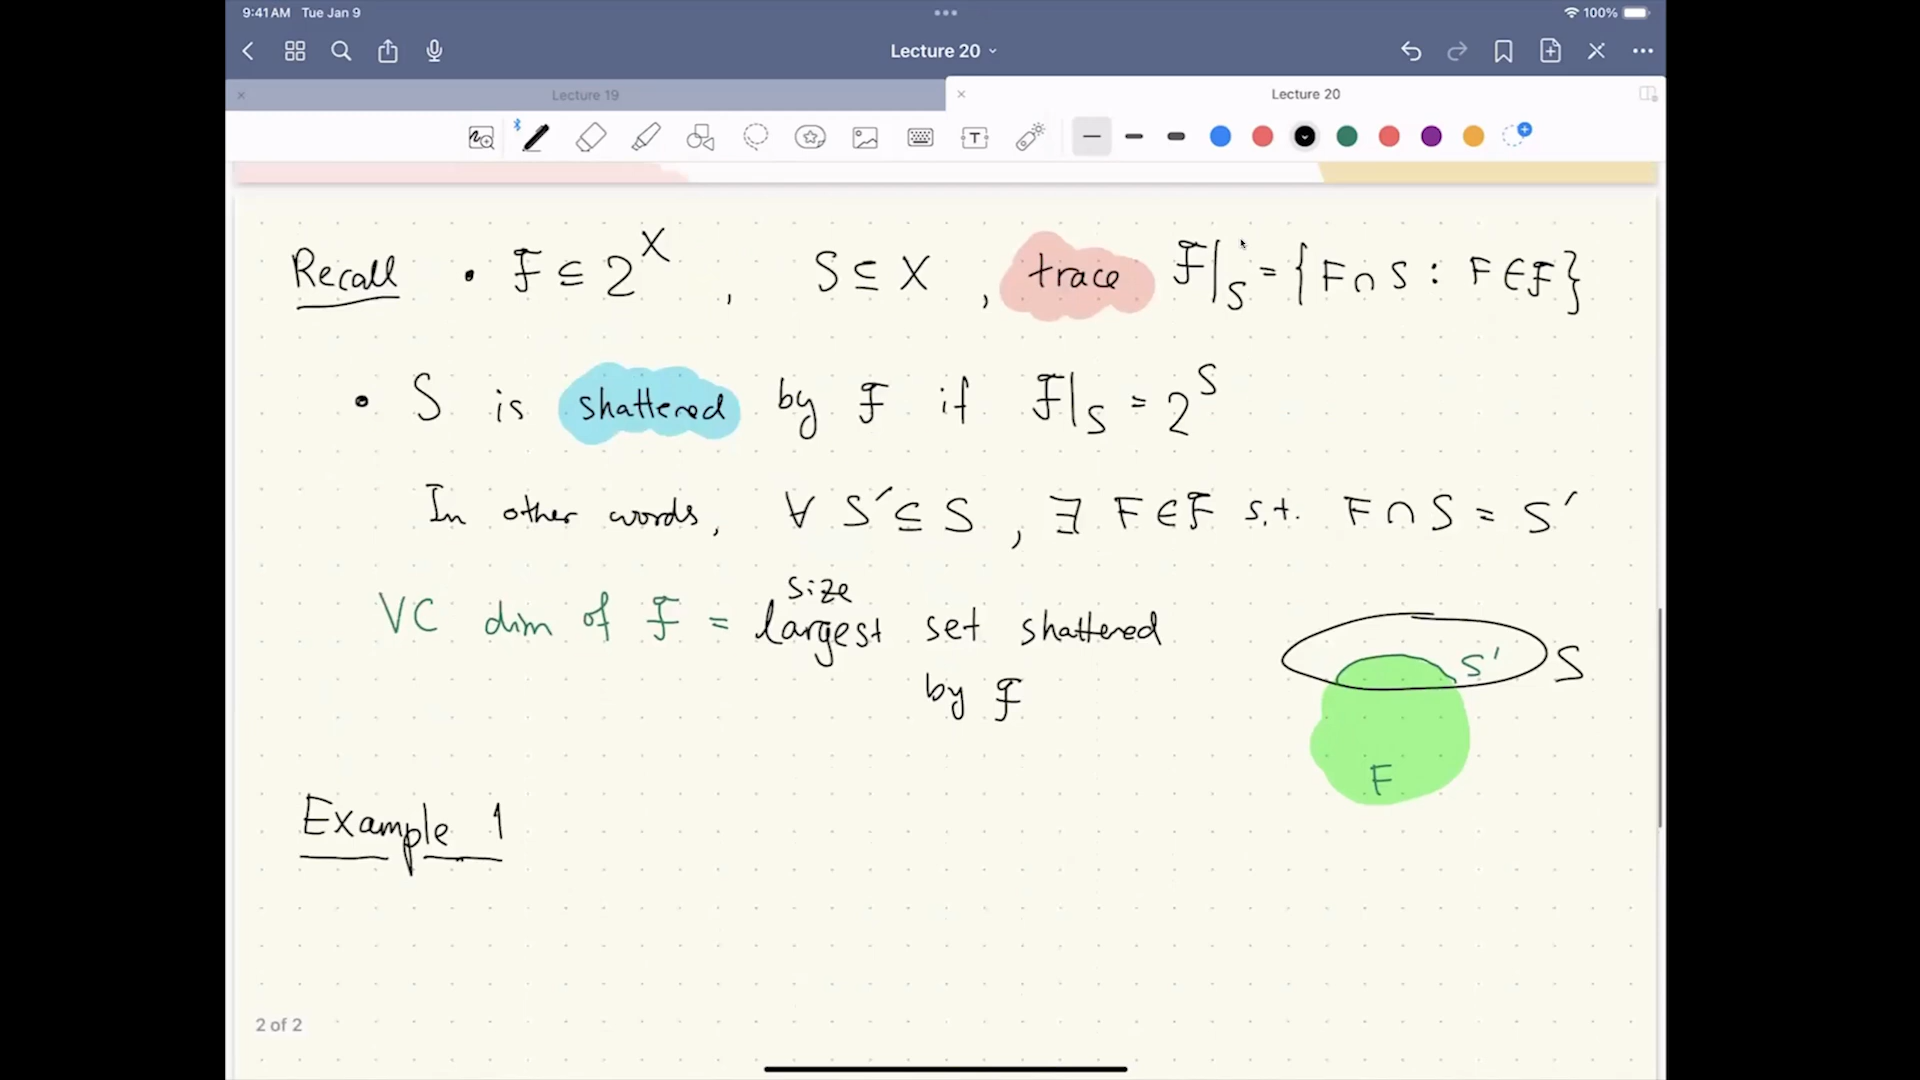 9:41 AM Tue Jan 9 100%
Lecture 20
Lecture 19 Lecture 20
Recall • F ⊆ 2^X , S ⊆ X , trace F|_S = {F ∩ S : F ∈ F}
• S is shattered by F if F|_S = 2^S
In other words, ∀ S′ ⊆ S , ∃ F ∈ F s.t. F ∩ S = S′
size
VC dim of F = largest set shattered
by F
S′ S
F
Example 1
2 of 2